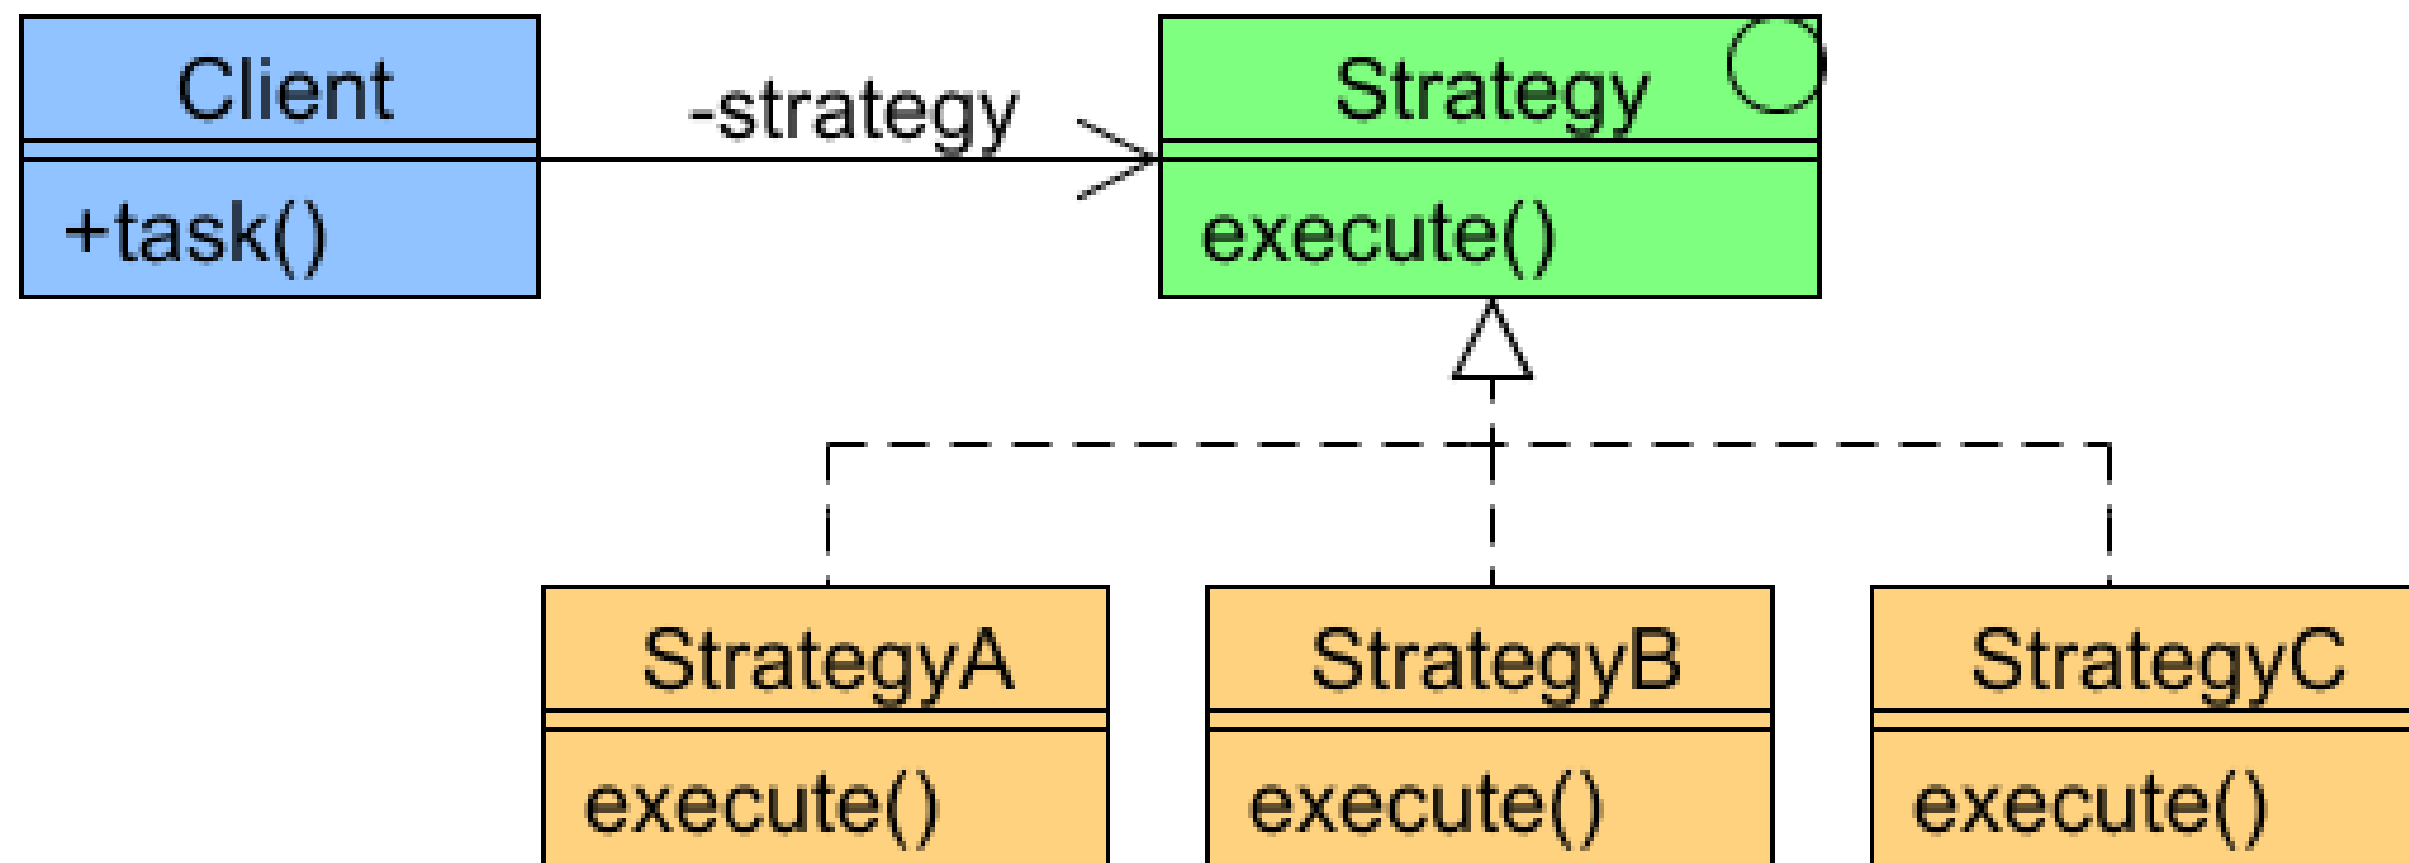 Client
-strategy
Strategy
+task()
execute()
StrategyA
StrategyB
StrategyC
execute()
execute()
execute()